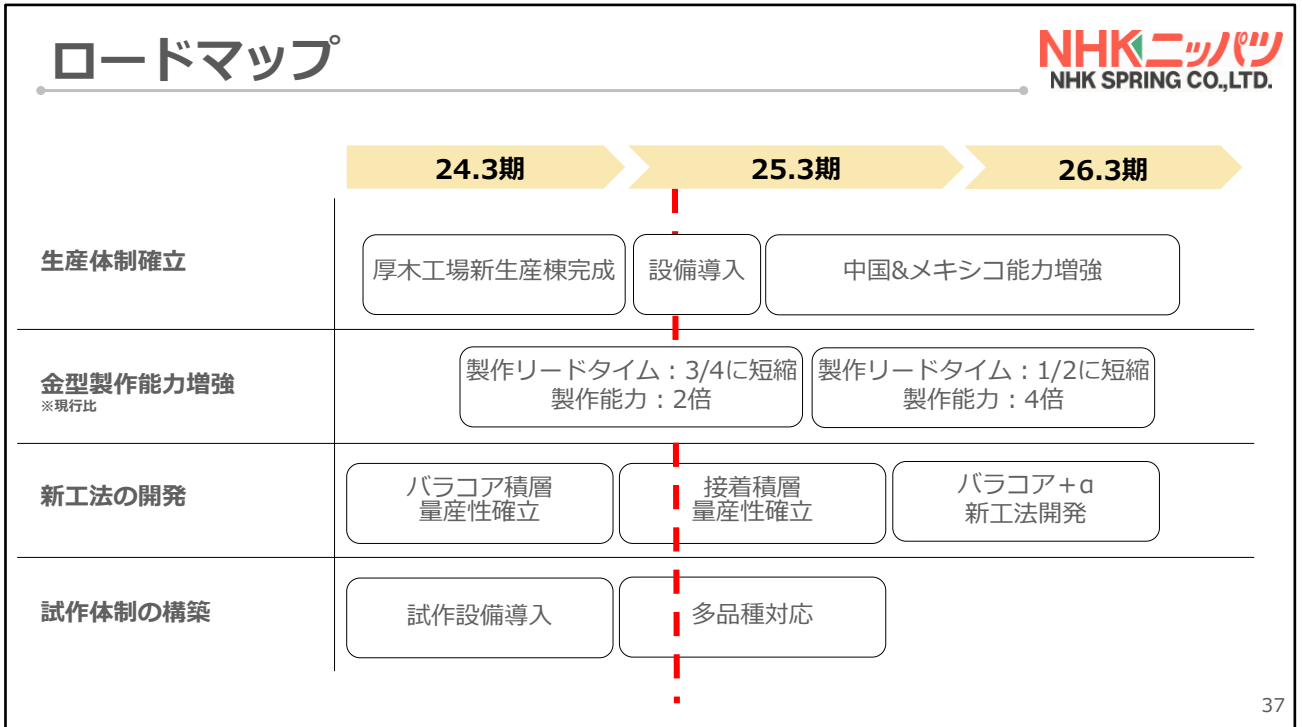 ロードマップ
NHKニッパツ
NHK SPRING CO.,LTD.
24.3期
25.3期
26.3期
生産体制確立
厚木工場新生産棟完成
設備導入
中国&メキシコ能力増強
金型製作能力増強
※現行比
製作リードタイム：3/4に短縮
製作能力：2倍
製作リードタイム：1/2に短縮
製作能力：4倍
新工法の開発
バラコア積層
量産性確立
接着積層
量産性確立
バラコア＋α
新工法開発
試作体制の構築
試作設備導入
多品種対応
37